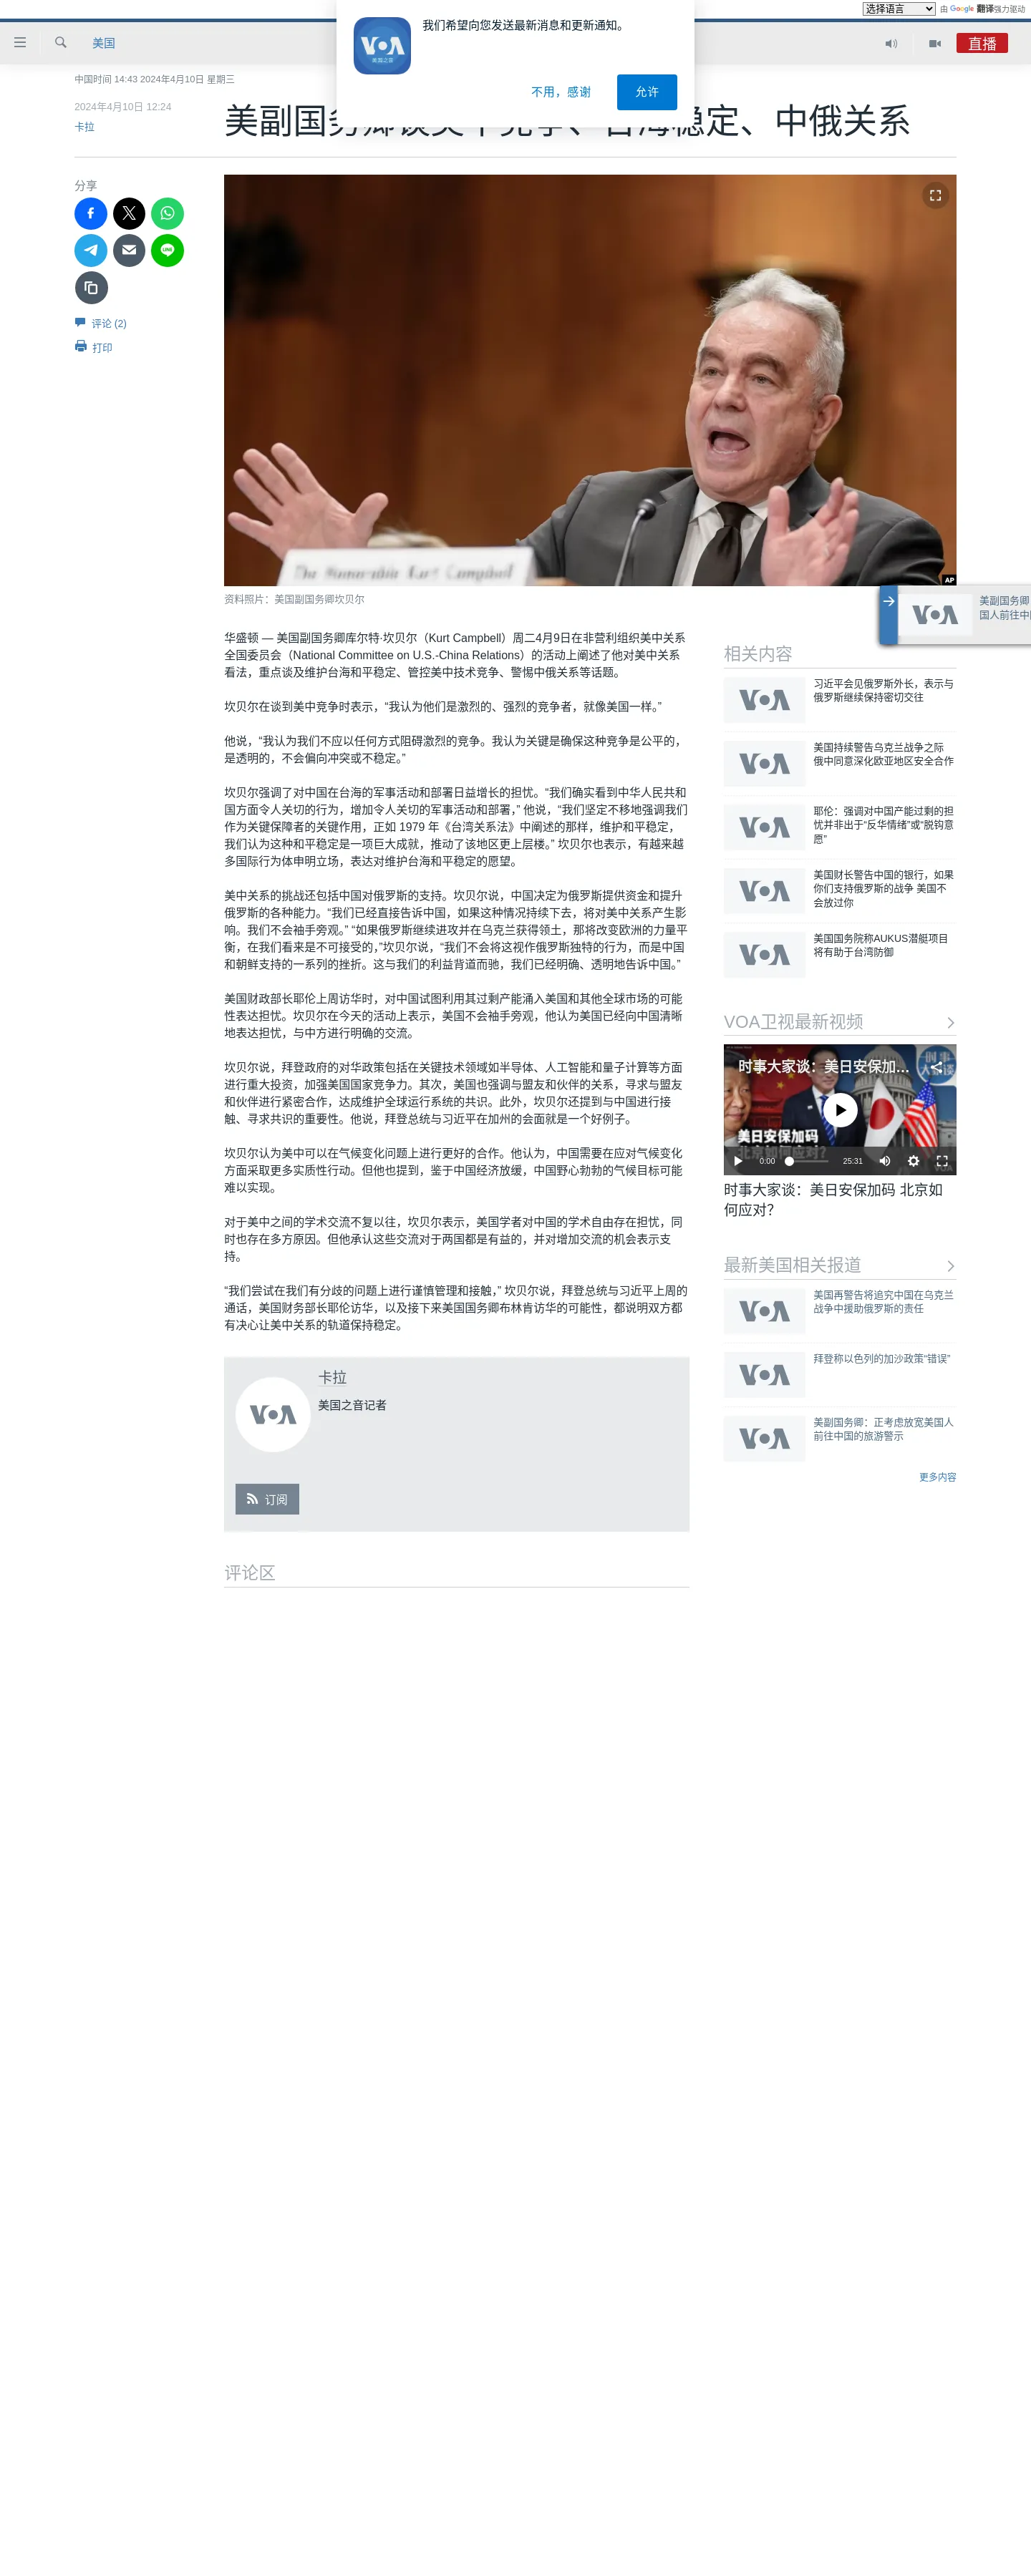 选择语言
由 Google 翻译强力驱动
我们希望向您发送最新消息和更新通知。
VOA
美国之音
不用，感谢
允许
美国
直播
中国时间 14:43 2024年4月10日 星期三
2024年4月10日 12:24
卡拉
美副国务卿谈美中竞争、台海稳定、中俄关系
分享
LINE
评论 (2)
打印
The Honorable Kurt Campbell
AP
资料照片：美国副国务卿坎贝尔
华盛顿 — 美国副国务卿库尔特·坎贝尔（Kurt Campbell）周二4月9日在非营利组织美中关系
全国委员会（National Committee on U.S.-China Relations）的活动上阐述了他对美中关系
看法，重点谈及维护台海和平稳定、管控美中技术竞争、警惕中俄关系等话题。
坎贝尔在谈到美中竞争时表示，“我认为他们是激烈的、强烈的竞争者，就像美国一样。”
他说，“我认为我们不应以任何方式阻碍激烈的竞争。我认为关键是确保这种竞争是公平的，
是透明的，不会偏向冲突或不稳定。”
坎贝尔强调了对中国在台海的军事活动和部署日益增长的担忧。“我们确实看到中华人民共和
国方面令人关切的行为，增加令人关切的军事活动和部署，” 他说，“我们坚定不移地强调我们
作为关键保障者的关键作用，正如 1979 年《台湾关系法》中阐述的那样，维护和平稳定，
我们认为这种和平稳定是一项巨大成就，推动了该地区更上层楼。” 坎贝尔也表示，有越来越
多国际行为体申明立场，表达对维护台海和平稳定的愿望。
美中关系的挑战还包括中国对俄罗斯的支持。坎贝尔说，中国决定为俄罗斯提供资金和提升
俄罗斯的各种能力。“我们已经直接告诉中国，如果这种情况持续下去，将对美中关系产生影
响。我们不会袖手旁观。” “如果俄罗斯继续进攻并在乌克兰获得领土，那将改变欧洲的力量平
衡，在我们看来是不可接受的，”坎贝尔说，“我们不会将这视作俄罗斯独特的行为，而是中国
和朝鲜支持的一系列的挫折。这与我们的利益背道而驰，我们已经明确、透明地告诉中国。”
美国财政部长耶伦上周访华时，对中国试图利用其过剩产能涌入美国和其他全球市场的可能
性表达担忧。坎贝尔在今天的活动上表示，美国不会袖手旁观，他认为美国已经向中国清晰
地表达担忧，与中方进行明确的交流。
坎贝尔说，拜登政府的对华政策包括在关键技术领域如半导体、人工智能和量子计算等方面
进行重大投资，加强美国国家竞争力。其次，美国也强调与盟友和伙伴的关系，寻求与盟友
和伙伴进行紧密合作，达成维护全球运行系统的共识。此外，坎贝尔还提到与中国进行接
触、寻求共识的重要性。他说，拜登总统与习近平在加州的会面就是一个好例子。
坎贝尔认为美中可以在气候变化问题上进行更好的合作。他认为，中国需要在应对气候变化
方面采取更多实质性行动。但他也提到，鉴于中国经济放缓，中国野心勃勃的气候目标可能
难以实现。
对于美中之间的学术交流不复以往，坎贝尔表示，美国学者对中国的学术自由存在担忧，同
时也存在多方原因。但他承认这些交流对于两国都是有益的，并对增加交流的机会表示支
持。
“我们尝试在我们有分歧的问题上进行谨慎管理和接触，” 坎贝尔说，拜登总统与习近平上周的
通话，美国财务部长耶伦访华，以及接下来美国国务卿布林肯访华的可能性，都说明双方都
有决心让美中关系的轨道保持稳定。
卡拉
美国之音记者
VOA
订阅
评论区
VOA
美副国务卿
国人前往中
相关内容
VOA
习近平会见俄罗斯外长，表示与
俄罗斯继续保持密切交往
VOA
美国持续警告乌克兰战争之际
俄中同意深化欧亚地区安全合作
VOA
耶伦：强调对中国产能过剩的担
忧并非出于“反华情绪”或“脱钩意
愿”
VOA
美国财长警告中国的银行，如果
你们支持俄罗斯的战争 美国不
会放过你
VOA
美国国务院称AUKUS潜艇项目
将有助于台湾防御
VOA卫视最新视频
时事大家谈：美日安保加...
美日安保加码
北京如何应对？
0:00
25:31
时事大家谈：美日安保加码 北京如
何应对？
最新美国相关报道
VOA
美国再警告将追究中国在乌克兰
战争中援助俄罗斯的责任
VOA
拜登称以色列的加沙政策"错误"
VOA
美副国务卿：正考虑放宽美国人
前往中国的旅游警示
更多内容